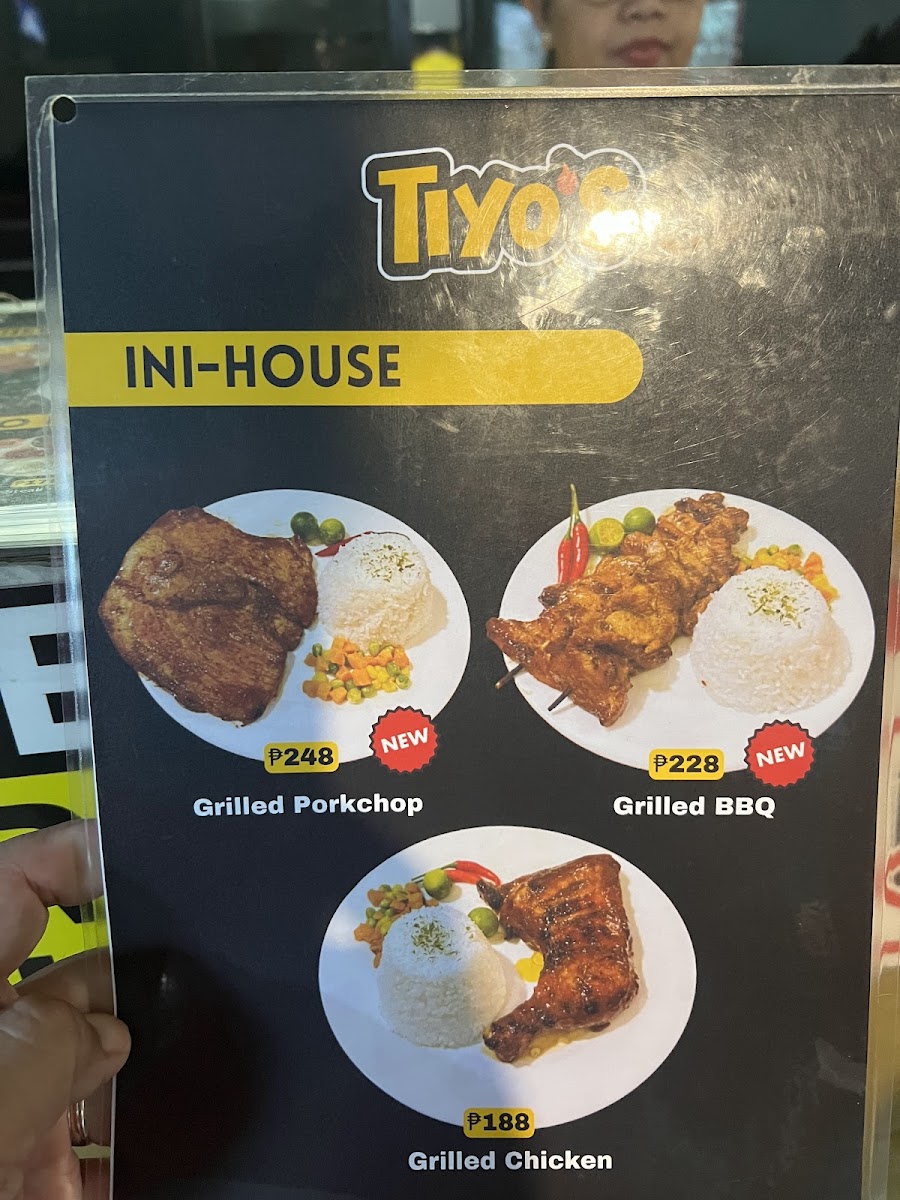 TIYO'S
INI-HOUSE
₱248
NEW
Grilled Porkchop
₱228
NEW
Grilled BBQ
₱188
Grilled Chicken